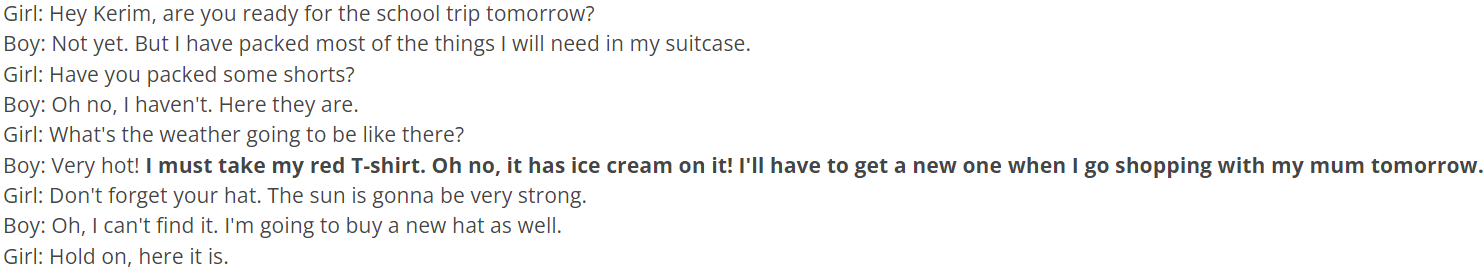 Girl: Hey Kerim, are you ready for the school trip tomorrow?
Boy: Not yet. But I have packed most of the things I will need in my suitcase.
Girl: Have you packed some shorts?
Boy: Oh no, I haven't. Here they are.
Girl: What's the weather going to be like there?
Boy: Very hot! I must take my red T-shirt. Oh no, it has ice cream on it! I'll have to get a new one when I go shopping with my mum tomorrow.
Girl: Don't forget your hat. The sun is gonna be very strong.
Boy: Oh, I can't find it. I'm going to buy a new hat as well.
Girl: Hold on, here it is.